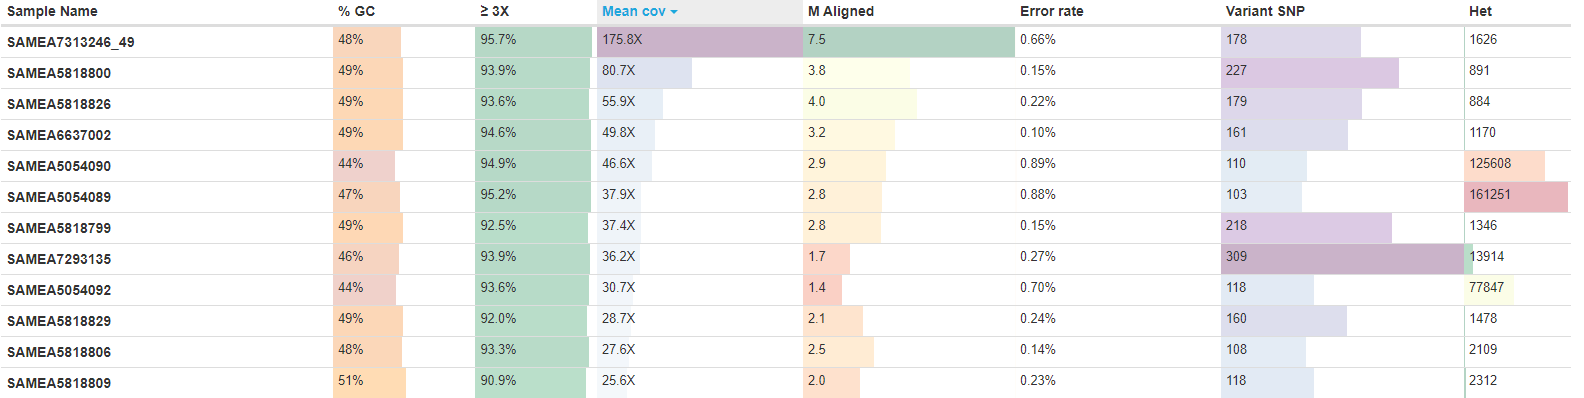 Sample Name % GC ≥ 3X Mean cov M Aligned Error rate Variant SNP Het
SAMEA7313246_49 48% 95.7% 175.8X 7.5 0.66% 178 1626
SAMEA5818800 49% 93.9% 80.7X 3.8 0.15% 227 891
SAMEA5818826 49% 93.6% 55.9X 4.0 0.22% 179 884
SAMEA6637002 49% 94.6% 49.8X 3.2 0.10% 161 1170
SAMEA5054090 44% 94.9% 46.6X 2.9 0.89% 110 125608
SAMEA5054089 47% 95.2% 37.9X 2.8 0.88% 103 161251
SAMEA5818799 49% 92.5% 37.4X 2.8 0.15% 218 1346
SAMEA7293135 46% 93.9% 36.2X 1.7 0.27% 309 13914
SAMEA5054092 44% 93.6% 30.7X 1.4 0.70% 118 77847
SAMEA5818829 49% 92.0% 28.7X 2.1 0.24% 160 1478
SAMEA5818806 48% 93.3% 27.6X 2.5 0.14% 108 2109
SAMEA5818809 51% 90.9% 25.6X 2.0 0.23% 118 2312